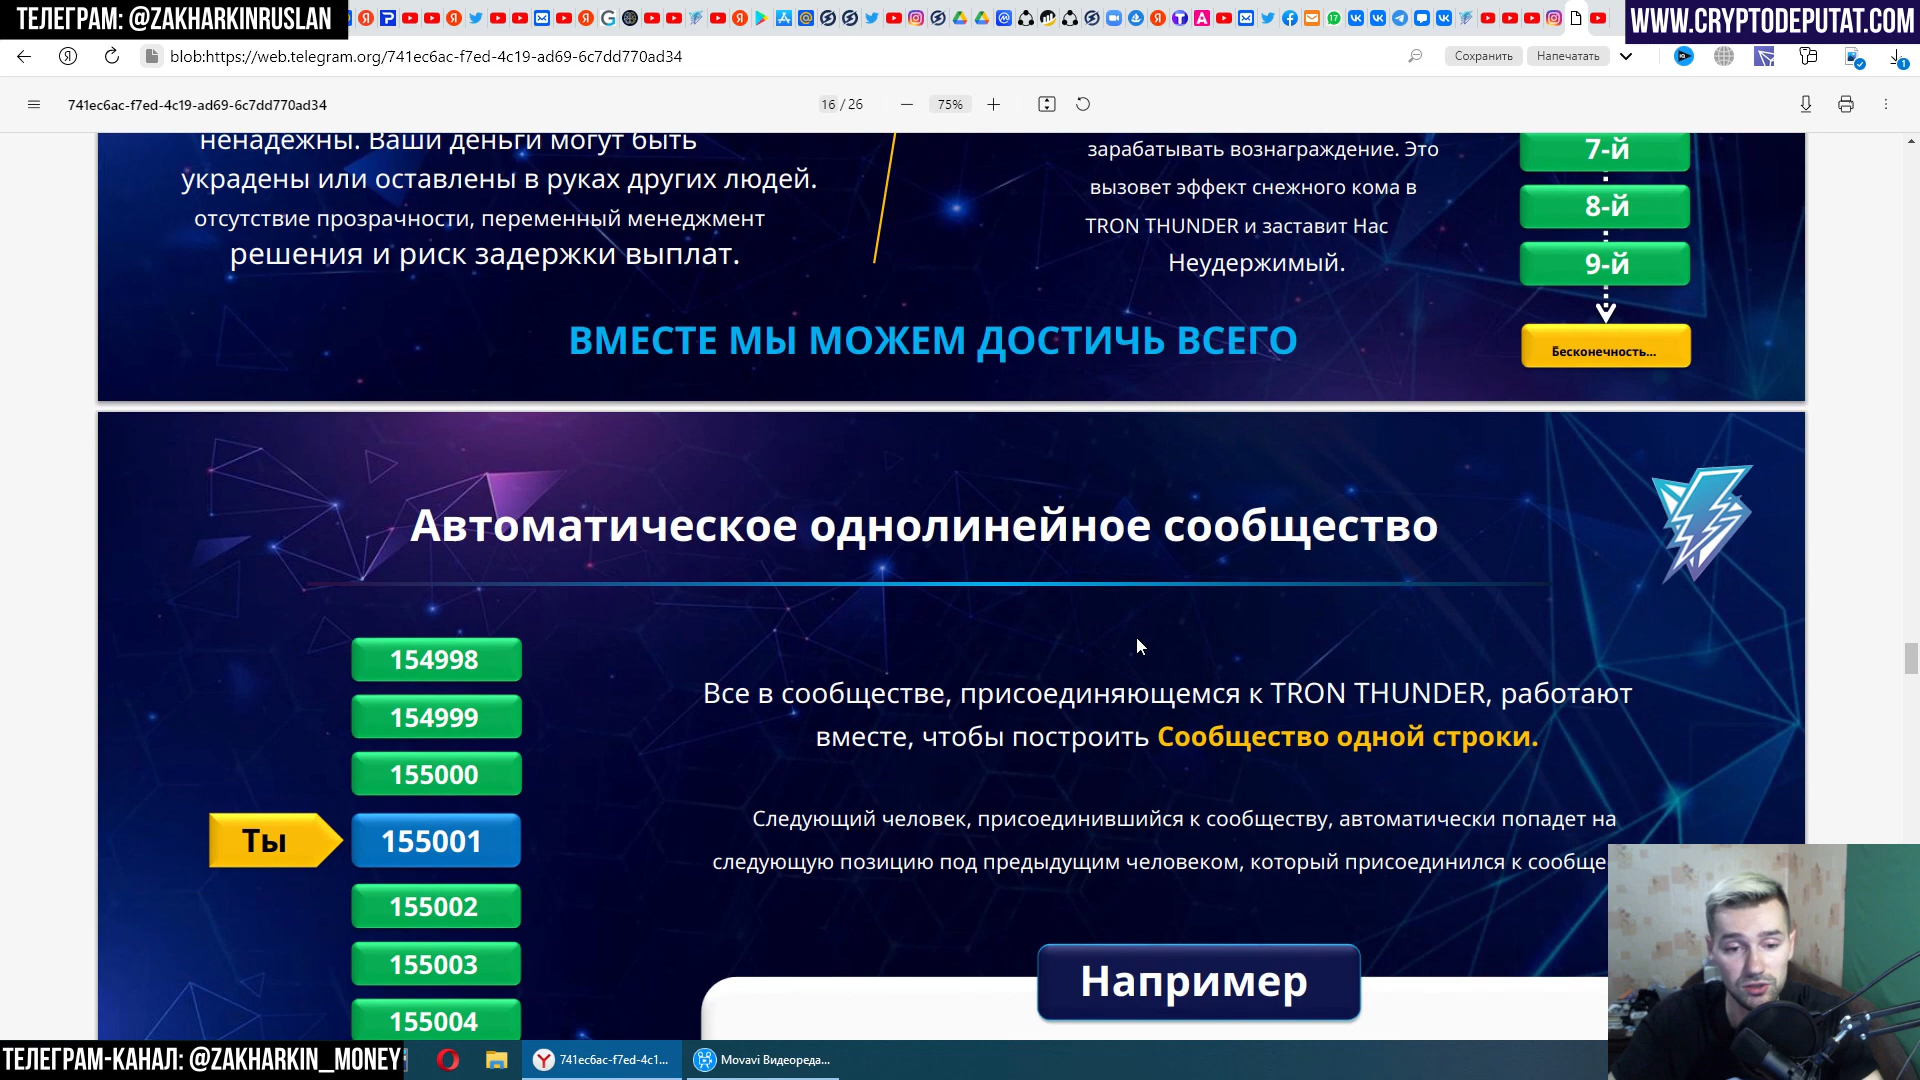 ТЕЛЕГРАМ: @ZAKHARKINRUSLAN
WWW.CRYPTODEPUTAT.COM
blob:https://web.telegram.org/741ec6ac-f7ed-4c19-ad69-6c7dd770ad34
Сохранить
Напечатать
741ec6ac-f7ed-4c19-ad69-6c7dd770ad34
16 / 26
75%
ненадежны. Ваши деньги могут быть
украдены или оставлены в руках других людей.
отсутствие прозрачности, переменный менеджмент
решения и риск задержки выплат.
зарабатывать вознаграждение. Это
вызовет эффект снежного кома в
TRON THUNDER и заставит Нас
Неудержимый.
7-й
8-й
9-й
Бесконечность...
ВМЕСТЕ МЫ МОЖЕМ ДОСТИЧЬ ВСЕГО
Автоматическое однолинейное сообщество
154998
154999
155000
Ты
155001
155002
155003
155004
Все в сообществе, присоединяющемся к TRON THUNDER, работают
вместе, чтобы построить Сообщество одной строки.
Следующий человек, присоединившийся к сообществу, автоматически попадет на
следующую позицию под предыдущим человеком, который присоединился к сообще
Например
ТЕЛЕГРАМ-КАНАЛ: @ZAKHARKIN_MONEY
741ec6ac-f7ed-4c1...
Movavi Видеореда...